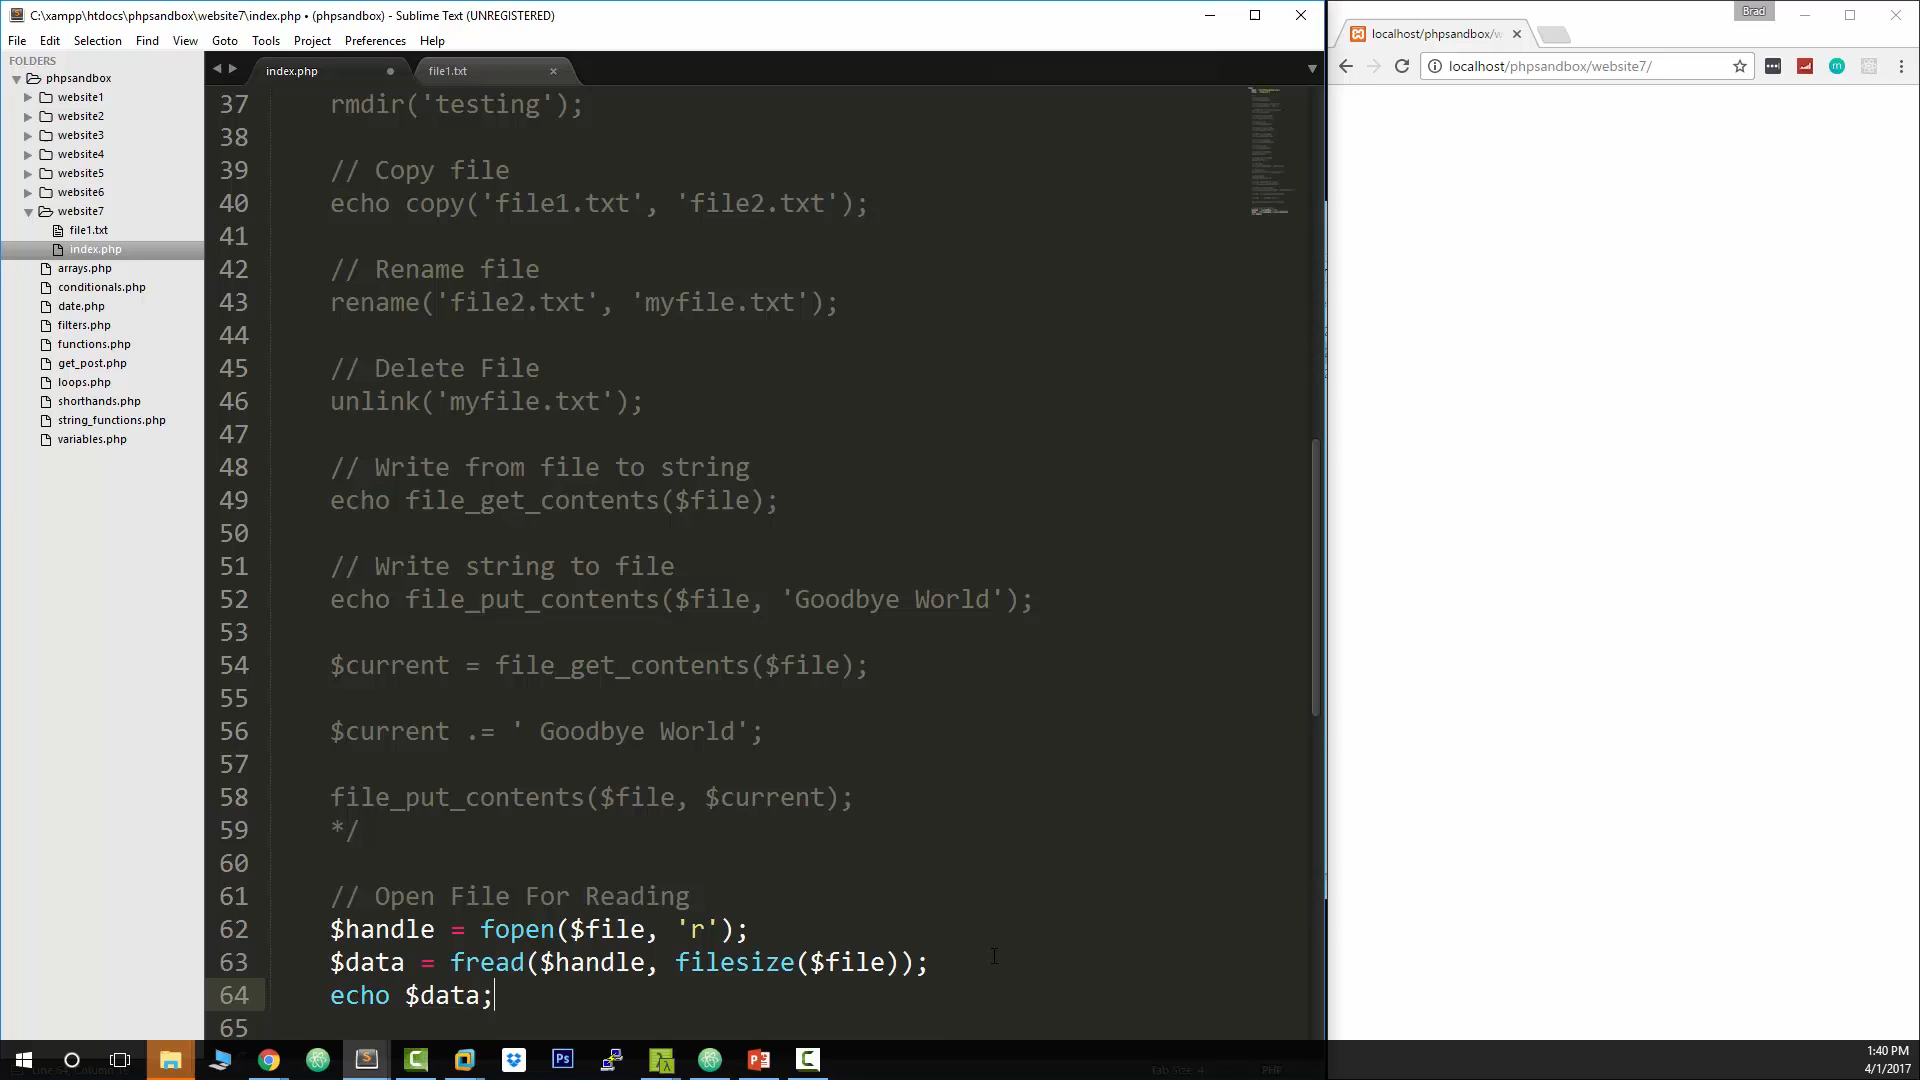 C:\xampp\htdocs\phpsandbox\website7\index.php • (phpsandbox) - Sublime Text (UNREGISTERED)
File Edit Selection Find View Goto Tools Project Preferences Help
FOLDERS
phpsandbox
website1
website2
website3
website4
website5
website6
website7
file1.txt
index.php
arrays.php
conditionals.php
date.php
filters.php
functions.php
get_post.php
loops.php
shorthands.php
string_functions.php
variables.php
index.php
file1.txt
37 rmdir('testing');
38
39 // Copy file
40 echo copy('file1.txt', 'file2.txt');
41
42 // Rename file
43 rename('file2.txt', 'myfile.txt');
44
45 // Delete File
46 unlink('myfile.txt');
47
48 // Write from file to string
49 echo file_get_contents($file);
50
51 // Write string to file
52 echo file_put_contents($file, 'Goodbye World');
53
54 $current = file_get_contents($file);
55
56 $current .= ' Goodbye World';
57
58 file_put_contents($file, $current);
59 */
60
61 // Open File For Reading
62 $handle = fopen($file, 'r');
63 $data = fread($handle, filesize($file));
64 echo $data;
65
Brad
localhost/phpsandbox/w
localhost/phpsandbox/website7/
Ps
Tab Size: 4
PHP
1:40 PM
4/1/2017